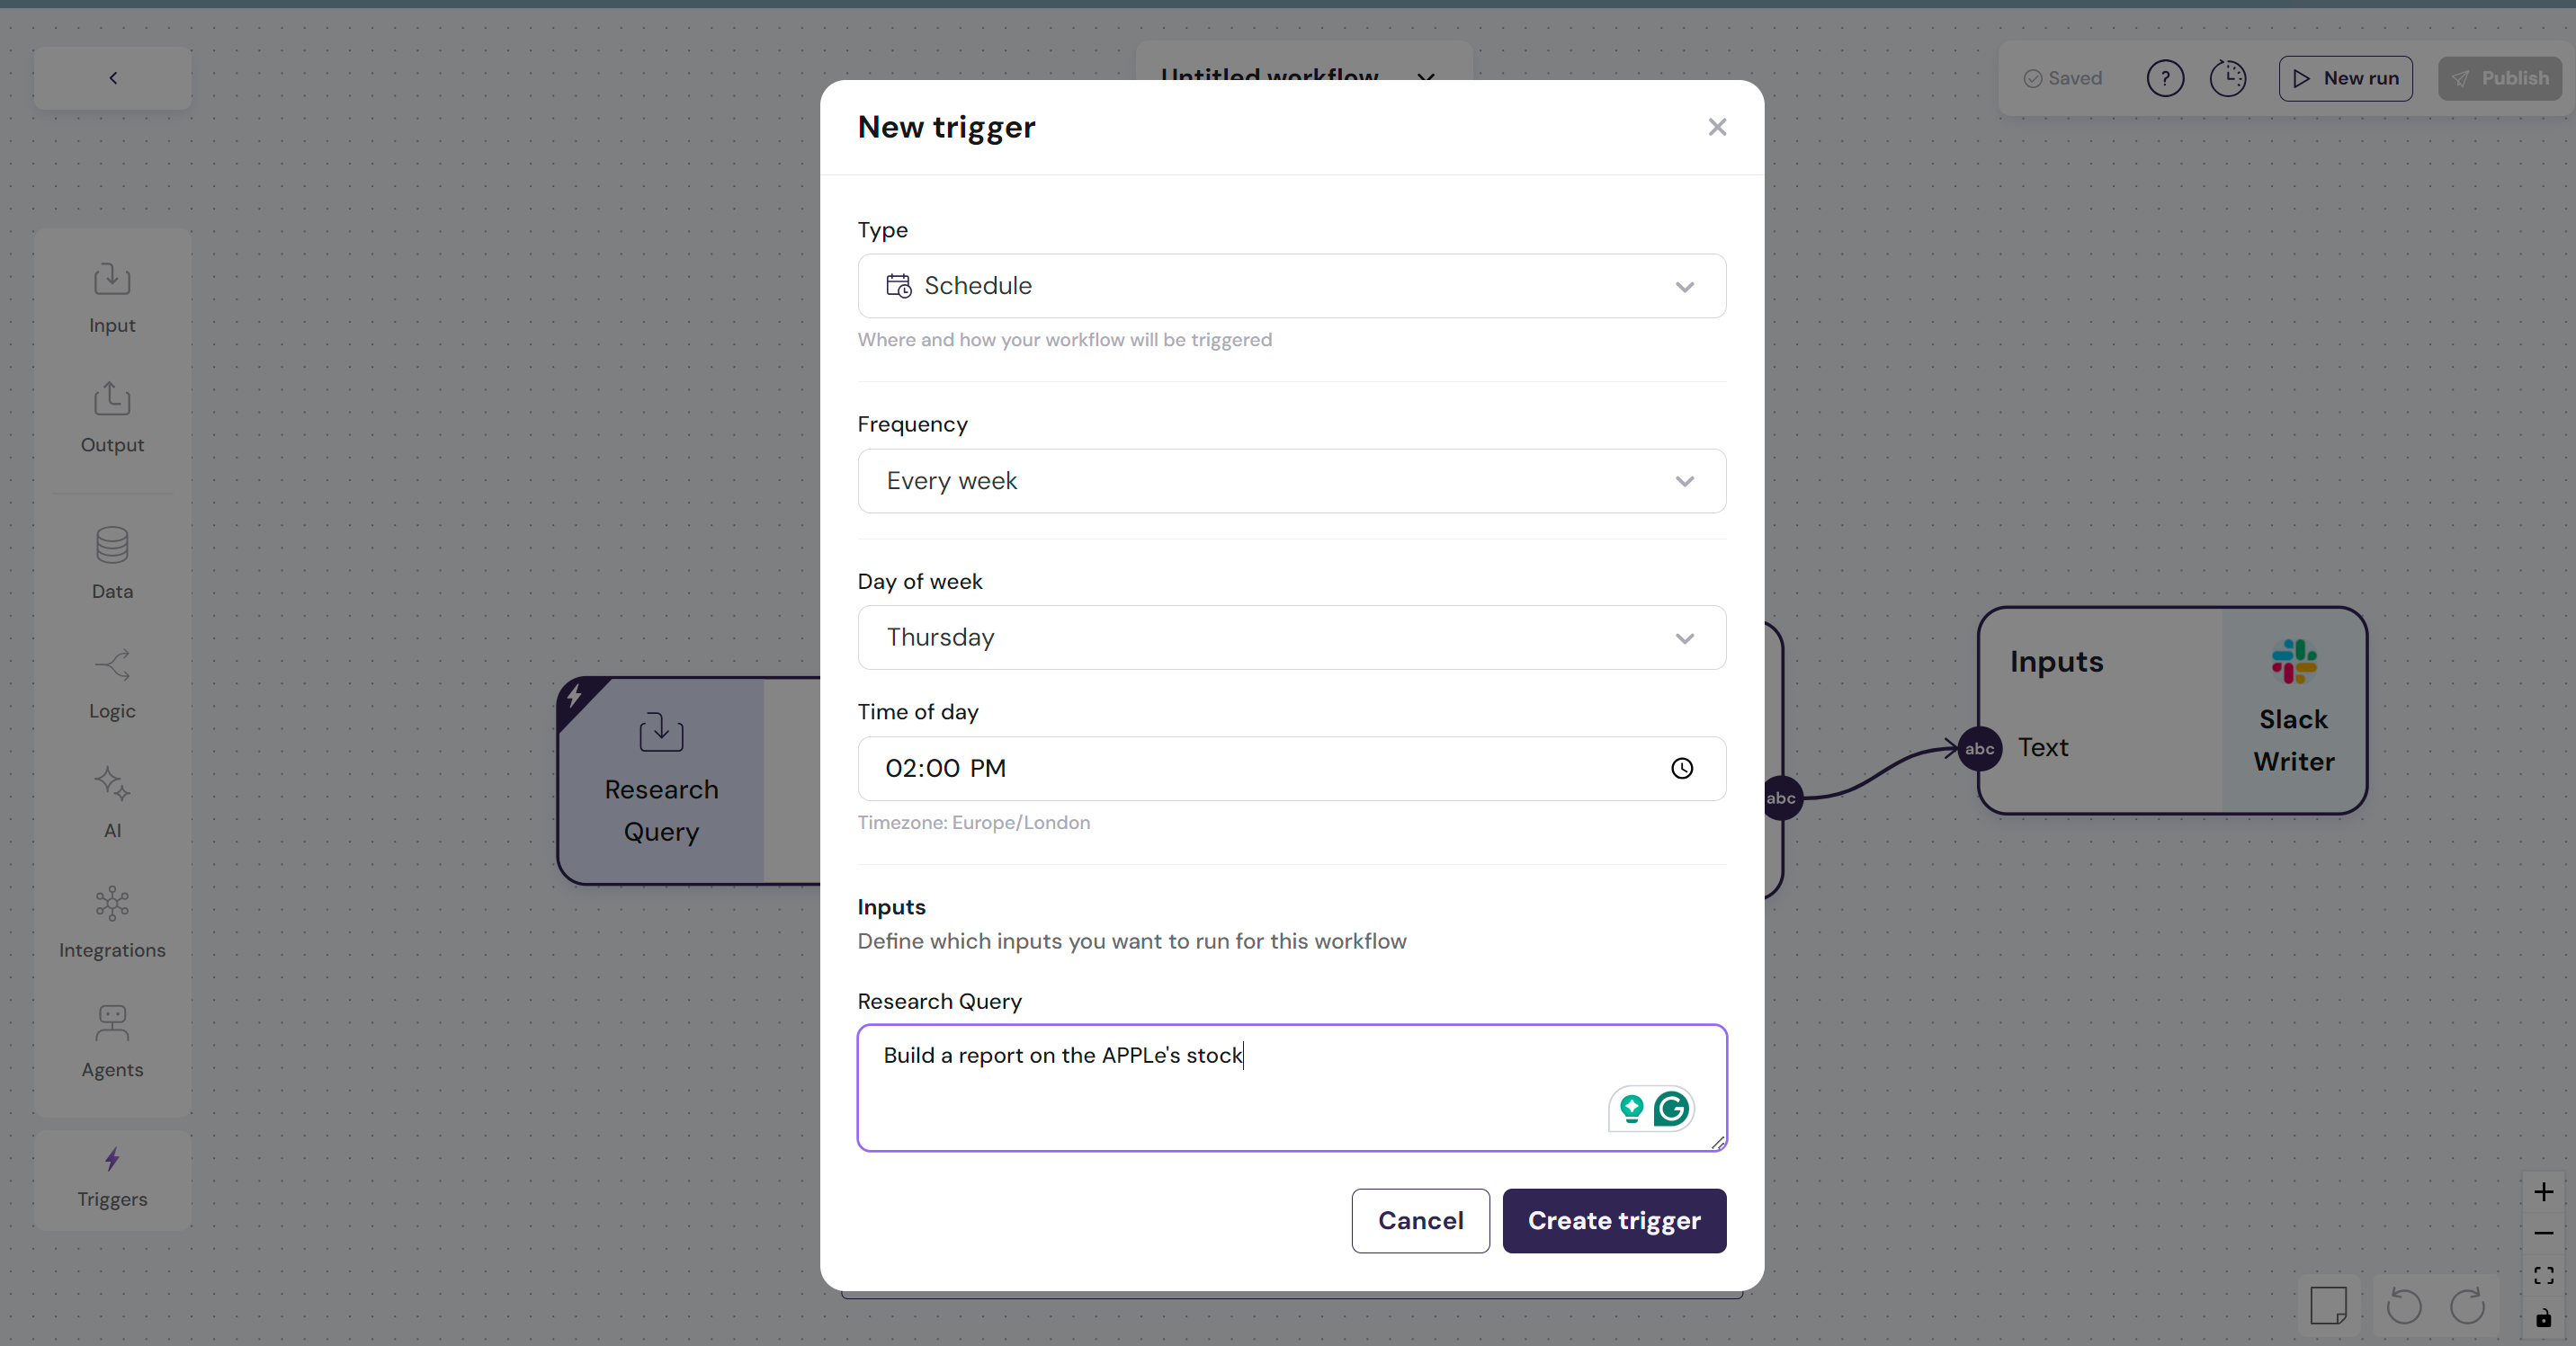 Untitled workflow
Saved
?
New run
Publish
New trigger
Type
Schedule
Where and how your workflow will be triggered
Frequency
Every week
Day of week
Thursday
Time of day
02:00 PM
Timezone: Europe/London
Inputs
Define which inputs you want to run for this workflow
Research Query
Build a report on the APPLe's stock
Cancel
Create trigger
Input
Output
Data
Logic
AI
Integrations
Agents
Triggers
Research
Query
abc
abc
Inputs
Text
Slack
Writer